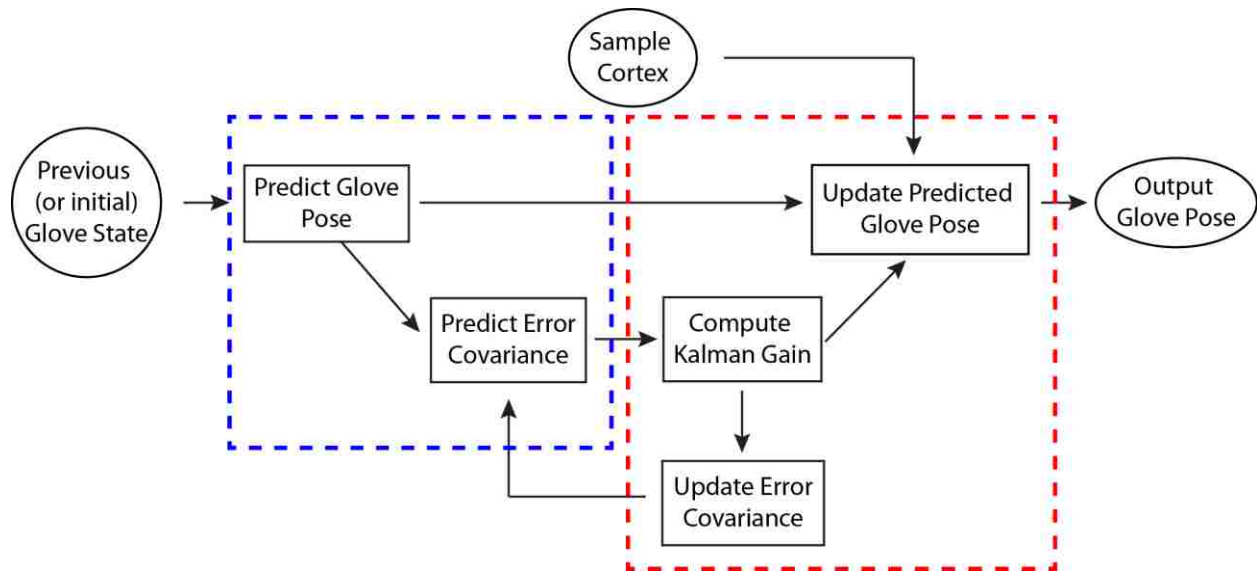 Sample
Cortex
Previous
(or initial)
Glove State
Predict Glove
Pose
Update Predicted
Glove Pose
Output
Glove Pose
Predict Error
Covariance
Compute
Kalman Gain
Update Error
Covariance